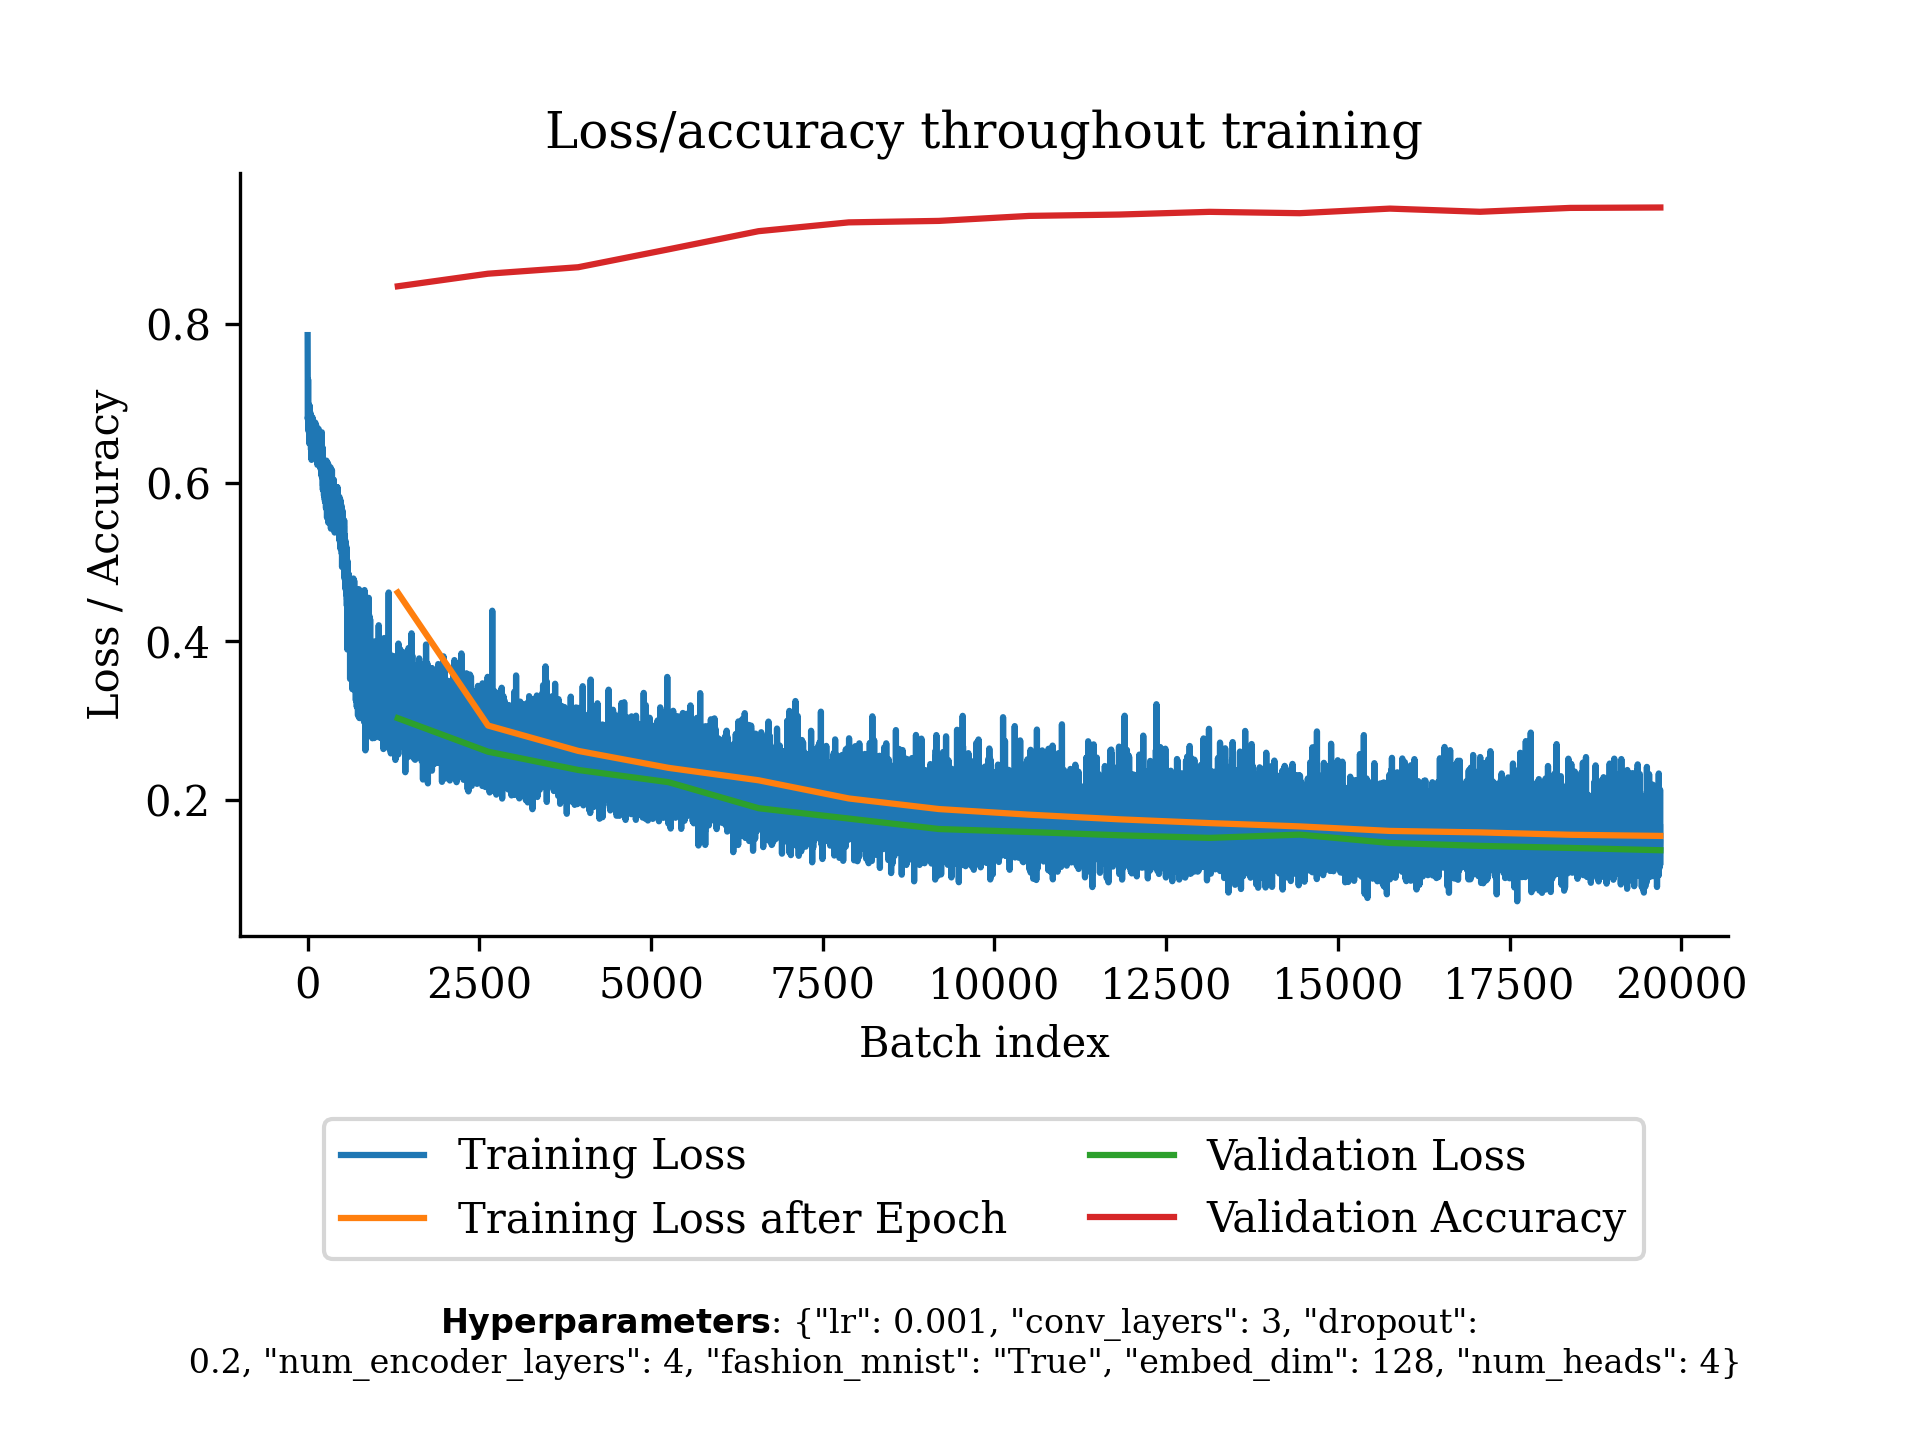 Loss/accuracy throughout training
Loss / Accuracy
0.8
0.6
0.4
0.2
0 2500 5000 7500 10000 12500 15000 17500 20000
Batch index
Training Loss
Training Loss after Epoch
Validation Loss
Validation Accuracy
Hyperparameters: {"lr": 0.001, "conv_layers": 3, "dropout":
0.2, "num_encoder_layers": 4, "fashion_mnist": "True", "embed_dim": 128, "num_heads": 4}